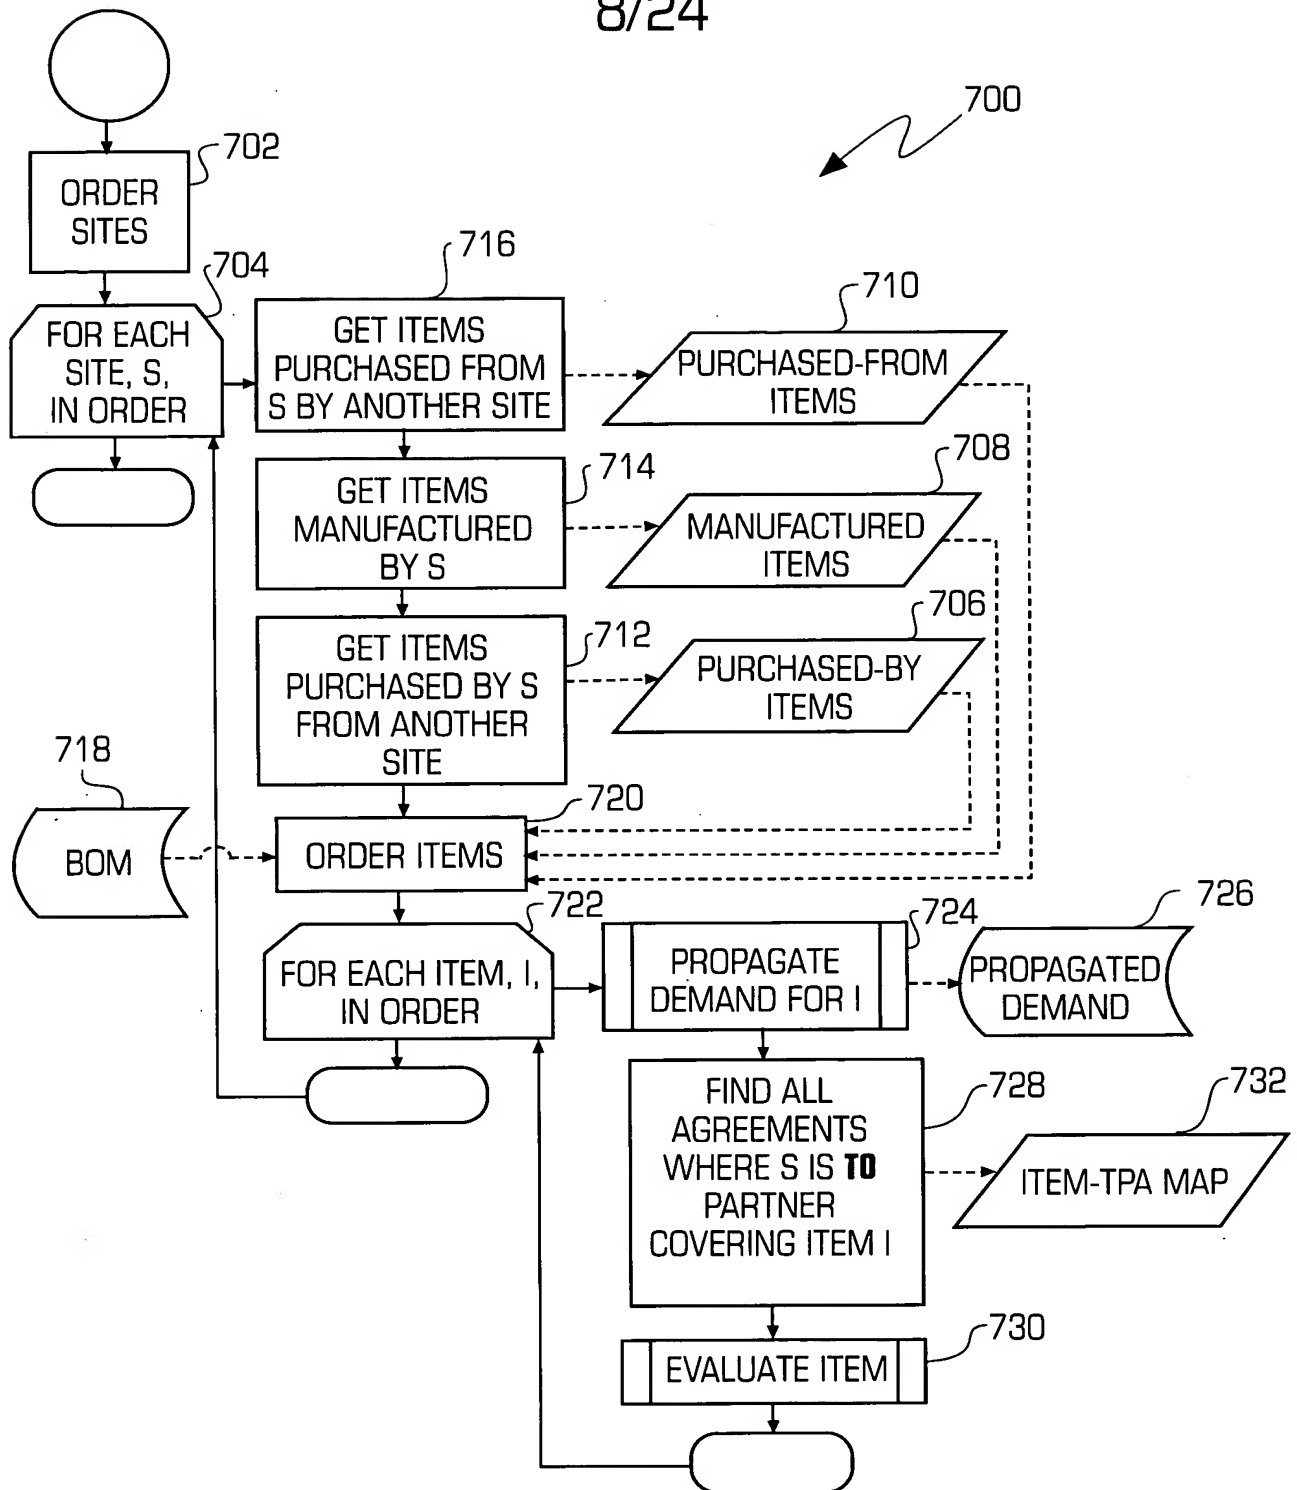 8/24
700
702
ORDER
SITES
704
FOR EACH
SITE, S,
IN ORDER
716
GET ITEMS
PURCHASED FROM
S BY ANOTHER SITE
710
PURCHASED-FROM
ITEMS
714
GET ITEMS
MANUFACTURED
BY S
708
MANUFACTURED
ITEMS
712
GET ITEMS
PURCHASED BY S
FROM ANOTHER
SITE
706
PURCHASED-BY
ITEMS
718
BOM
720
ORDER ITEMS
722
FOR EACH ITEM, I,
IN ORDER
724
PROPAGATE
DEMAND FOR I
726
PROPAGATED
DEMAND
728
FIND ALL
AGREEMENTS
WHERE S IS TO
PARTNER
COVERING ITEM I
732
ITEM-TPA MAP
730
EVALUATE ITEM